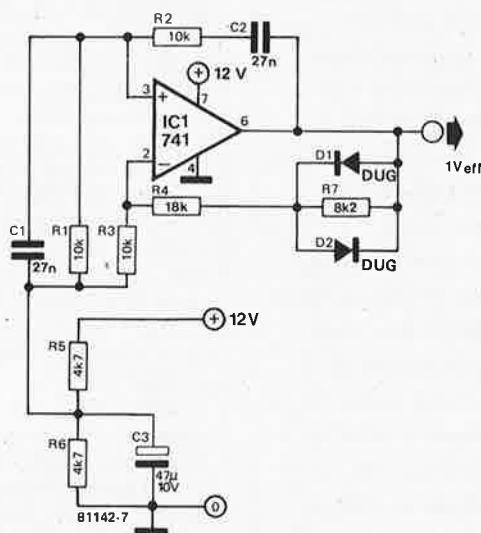 R2
10k
C2
27n
+
12 V
3
+
7
IC1
741
6
2
−
4
1Veff
D1
DUG
R4
18k
R7
8k2
D2
DUG
C1
27n
R1
10k
R3
10k
+
12V
R5
4k7
R6
4k7
C3
47µ
10V
0
81142-7